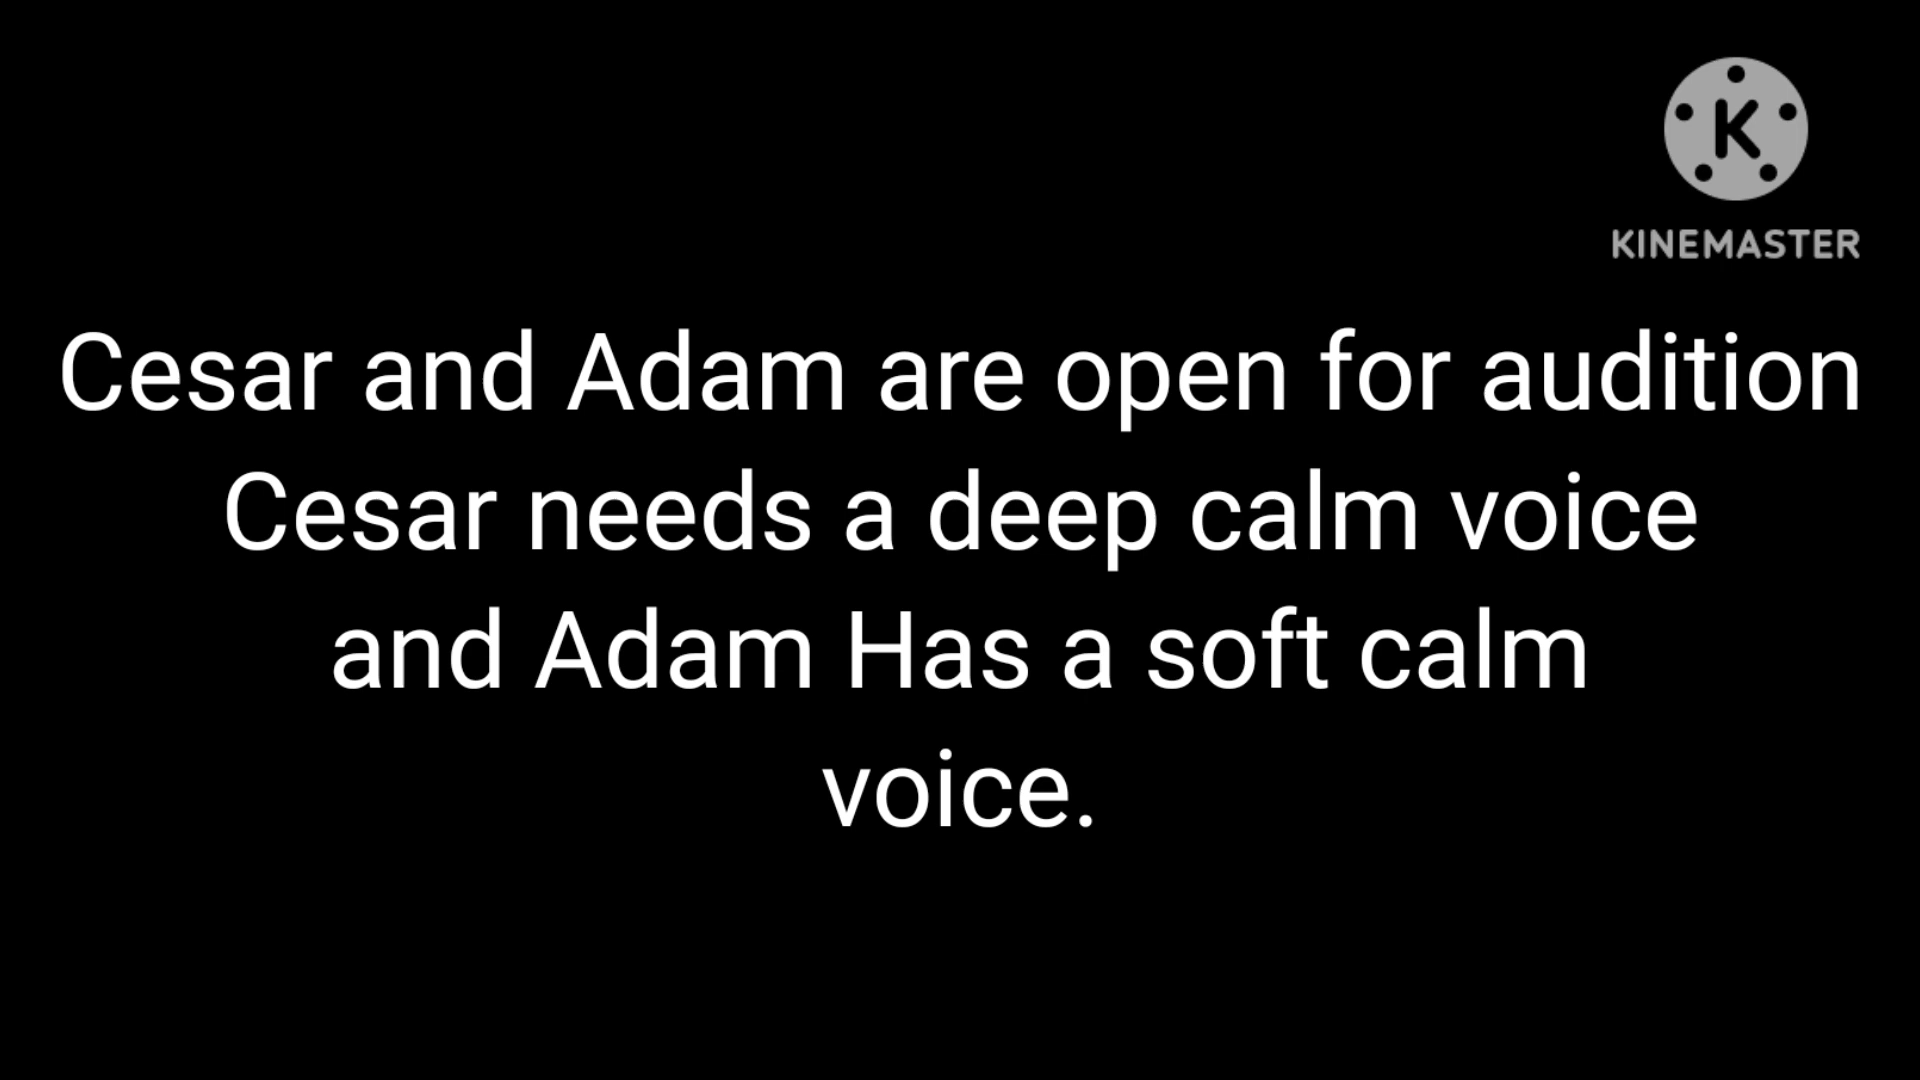 K
KINEMASTER
Cesar and Adam are open for audition
Cesar needs a deep calm voice
and Adam Has a soft calm
voice.